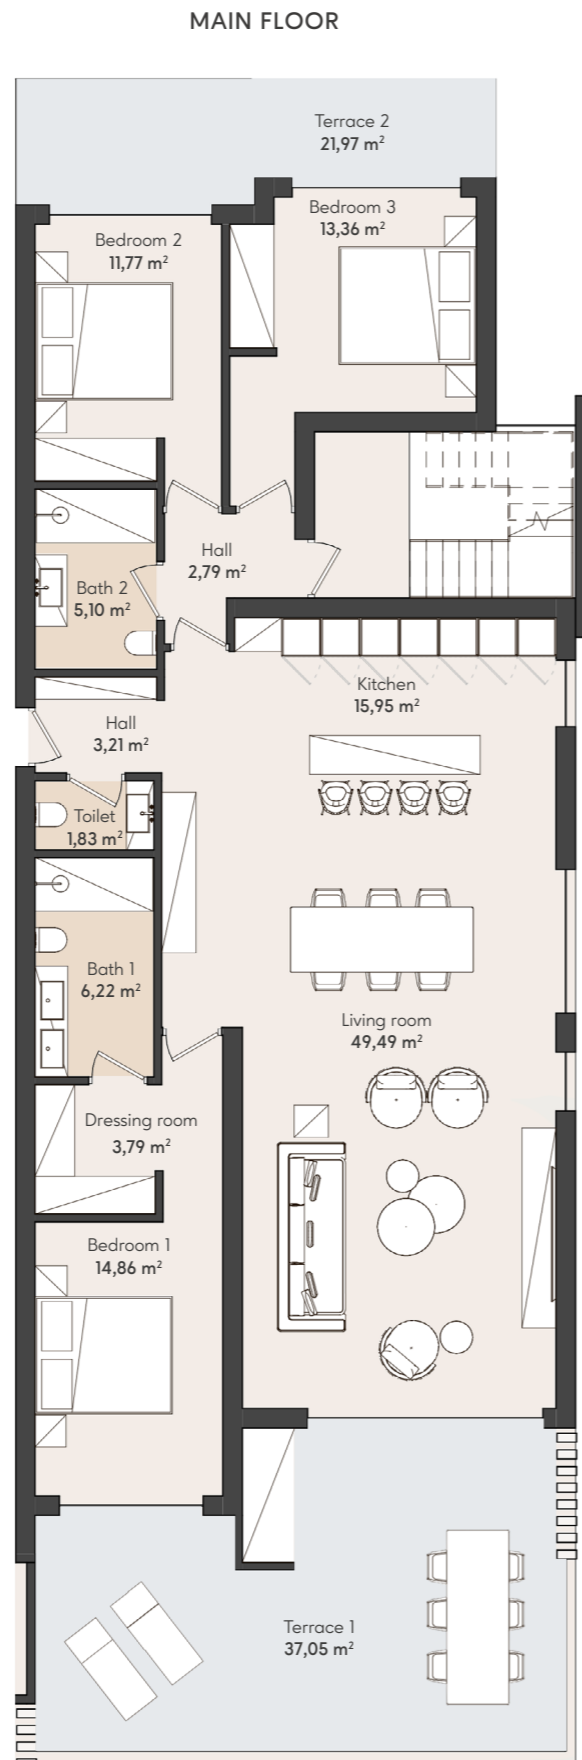 MAIN FLOOR
Terrace 2
21,97 m²
Bedroom 3
13,36 m²
Bedroom 2
11,77 m²
Hall
2,79 m²
Bath 2
5,10 m²
Kitchen
15,95 m²
Hall
3,21 m²
Toilet
1,83 m²
Bath 1
6,22 m²
Living room
49,49 m²
Dressing room
3,79 m²
Bedroom 1
14,86 m²
Terrace 1
37,05 m²